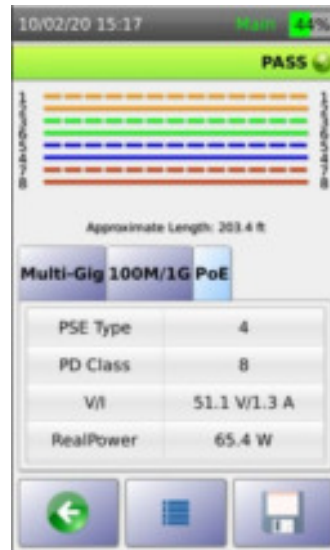 10/02/20 15:17 Main 44%
PASS
1 1
2 2
3 3
6 6
5 5
4 4
7 7
8 8
Approximate Length: 203.4 ft
Multi-Gig 100M/1G PoE
PSE Type 4
PD Class 8
V/I 51.1 V/1.3 A
RealPower 65.4 W